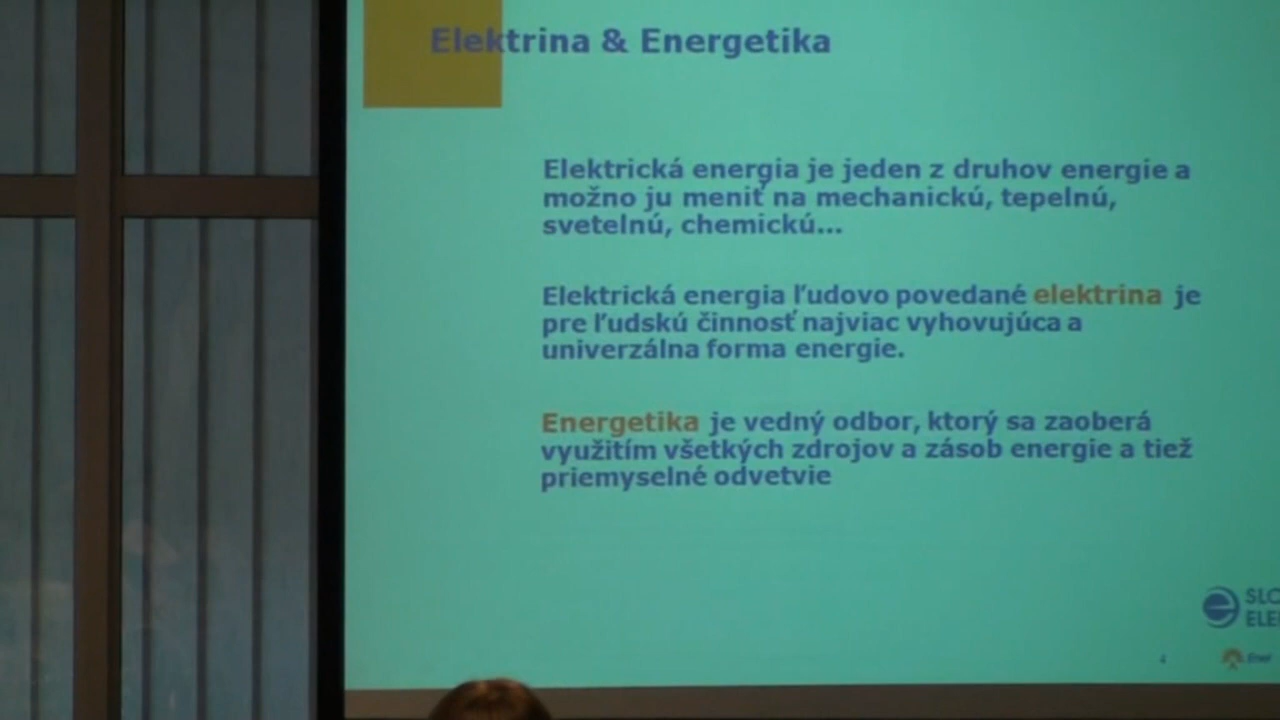 Elektrina & Energetika
Elektrická energia je jeden z druhov energie a
možno ju meniť na mechanickú, tepelnú,
svetelnú, chemickú...
Elektrická energia ľudovo povedané elektrina je
pre ľudskú činnosť najviac vyhovujúca a
univerzálna forma energie.
Energetika je vedný odbor, ktorý sa zaoberá
využitím všetkých zdrojov a zásob energie a tiež
priemyselné odvetvie